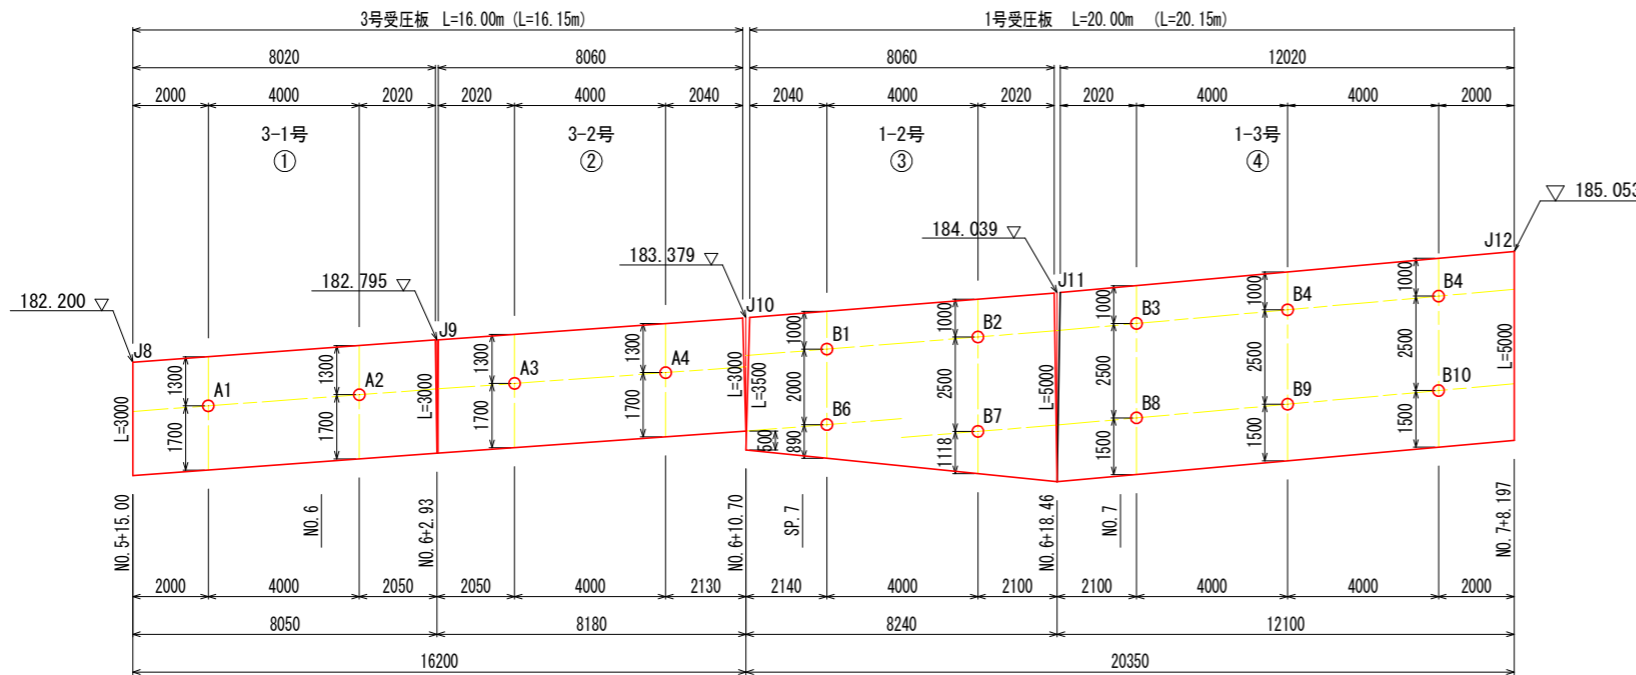 3号受圧板 L=16.00m (L=16.15m)
1号受圧板 L=20.00m (L=20.15m)
8020
8060
8060
12020
2000
4000
2020
2020
4000
2040
2040
4000
2020
2020
4000
4000
2000
3-1号
①
3-2号
②
1-2号
③
1-3号
④
185.053
184.039
183.379
182.795
182.200
J8
J9
J10
J11
J12
L=3000
1300
1700
A1
1300
1700
A2
L=3000
1300
1700
A3
1300
1700
A4
L=3000
L=3500
500
1000
2000
890
B1
B6
1000
2500
1118
B2
B7
L=5000
1000
2500
1500
B3
B8
1000
2500
1500
B4
B9
1000
2500
1500
B4
B10
L=5000
NO.5+15.00
NO.6
NO.6+2.93
NO.6+10.70
SP.7
NO.6+18.46
NO.7
NO.7+8.197
2000
4000
2050
2050
4000
2130
2140
4000
2100
2100
4000
4000
2000
8050
8180
8240
12100
16200
20350